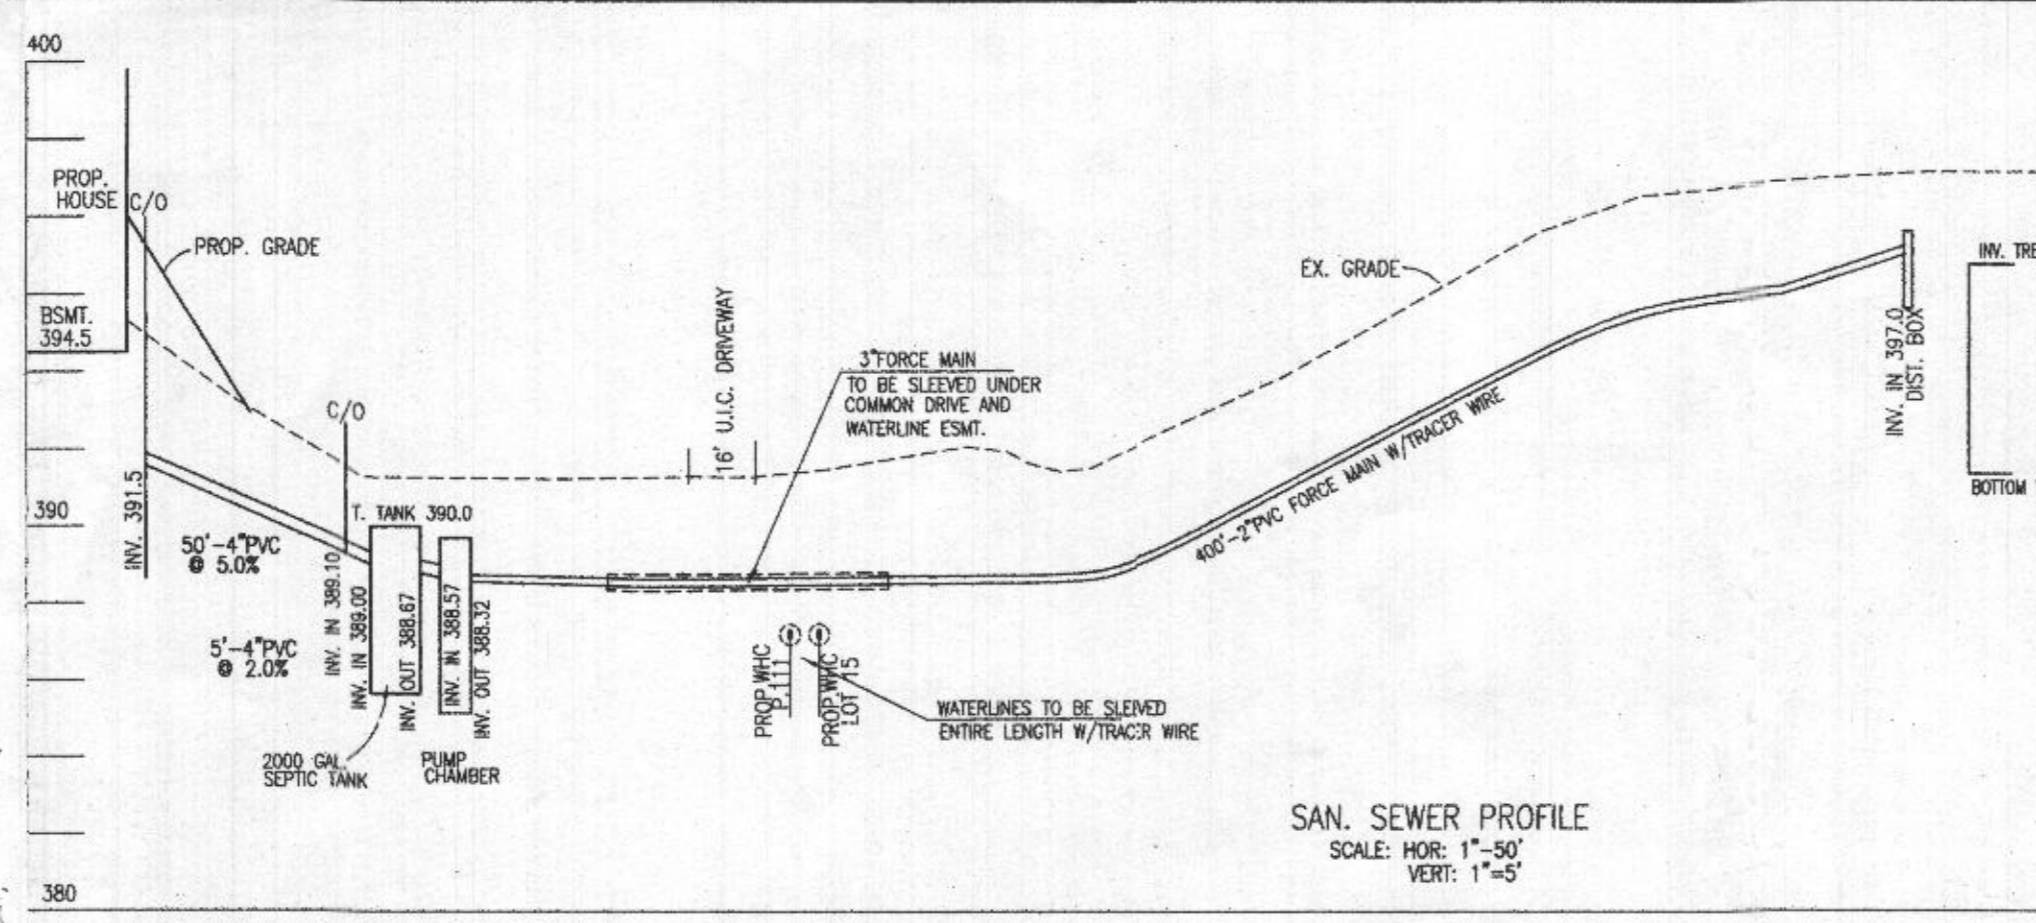 400
PROP.
HOUSE
C/O
PROP. GRADE
BSMT.
394.5
EX. GRADE
INV. TRE
16' U.I.C. DRIVEWAY
3"FORCE MAIN
TO BE SLEEVED UNDER
COMMON DRIVE AND
WATERLINE ESMT.
C/O
INV. IN 397.0
DIST. BOX
400'-2"PVC FORCE MAIN W/TRACER WIRE
BOTTOM
390
INV. 391.5
T. TANK 390.0
50'-4"PVC
@ 5.0%
5'-4"PVC
@ 2.0%
INV. IN 389.10
INV. IN 389.00
INV. OUT 388.67
INV. IN 388.57
INV. OUT 388.32
2000 GAL.
SEPTIC TANK
PUMP
CHAMBER
PROP.WHC
P.111
PROP.WHC
LOT 15
WATERLINES TO BE SLEIVED
ENTIRE LENGTH W/TRACER WIRE
SAN. SEWER PROFILE
SCALE: HOR: 1"-50'
VERT: 1"=5'
380